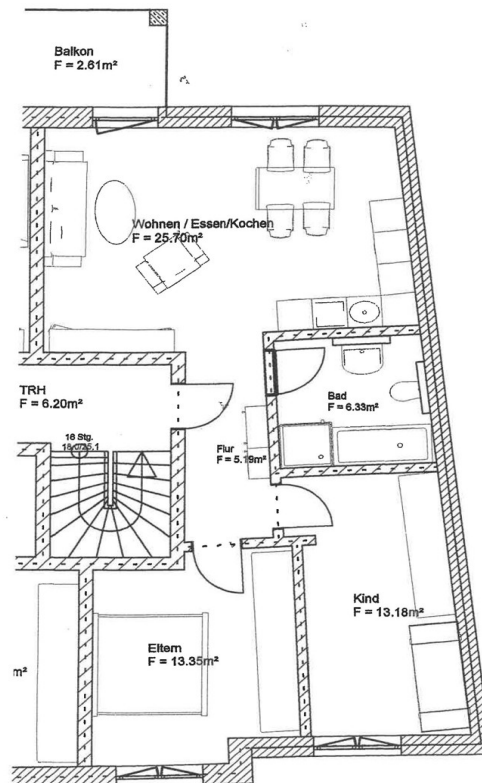 Balkon
F = 2.61m²
Wohnen / Essen/Kochen
F = 25.70m²
TRH
F = 6.20m²
16 Stg.
Bad
F = 6.33m²
Flur
F = 5.19m²
Kind
F = 13.18m²
Eltern
F = 13.35m²
m²